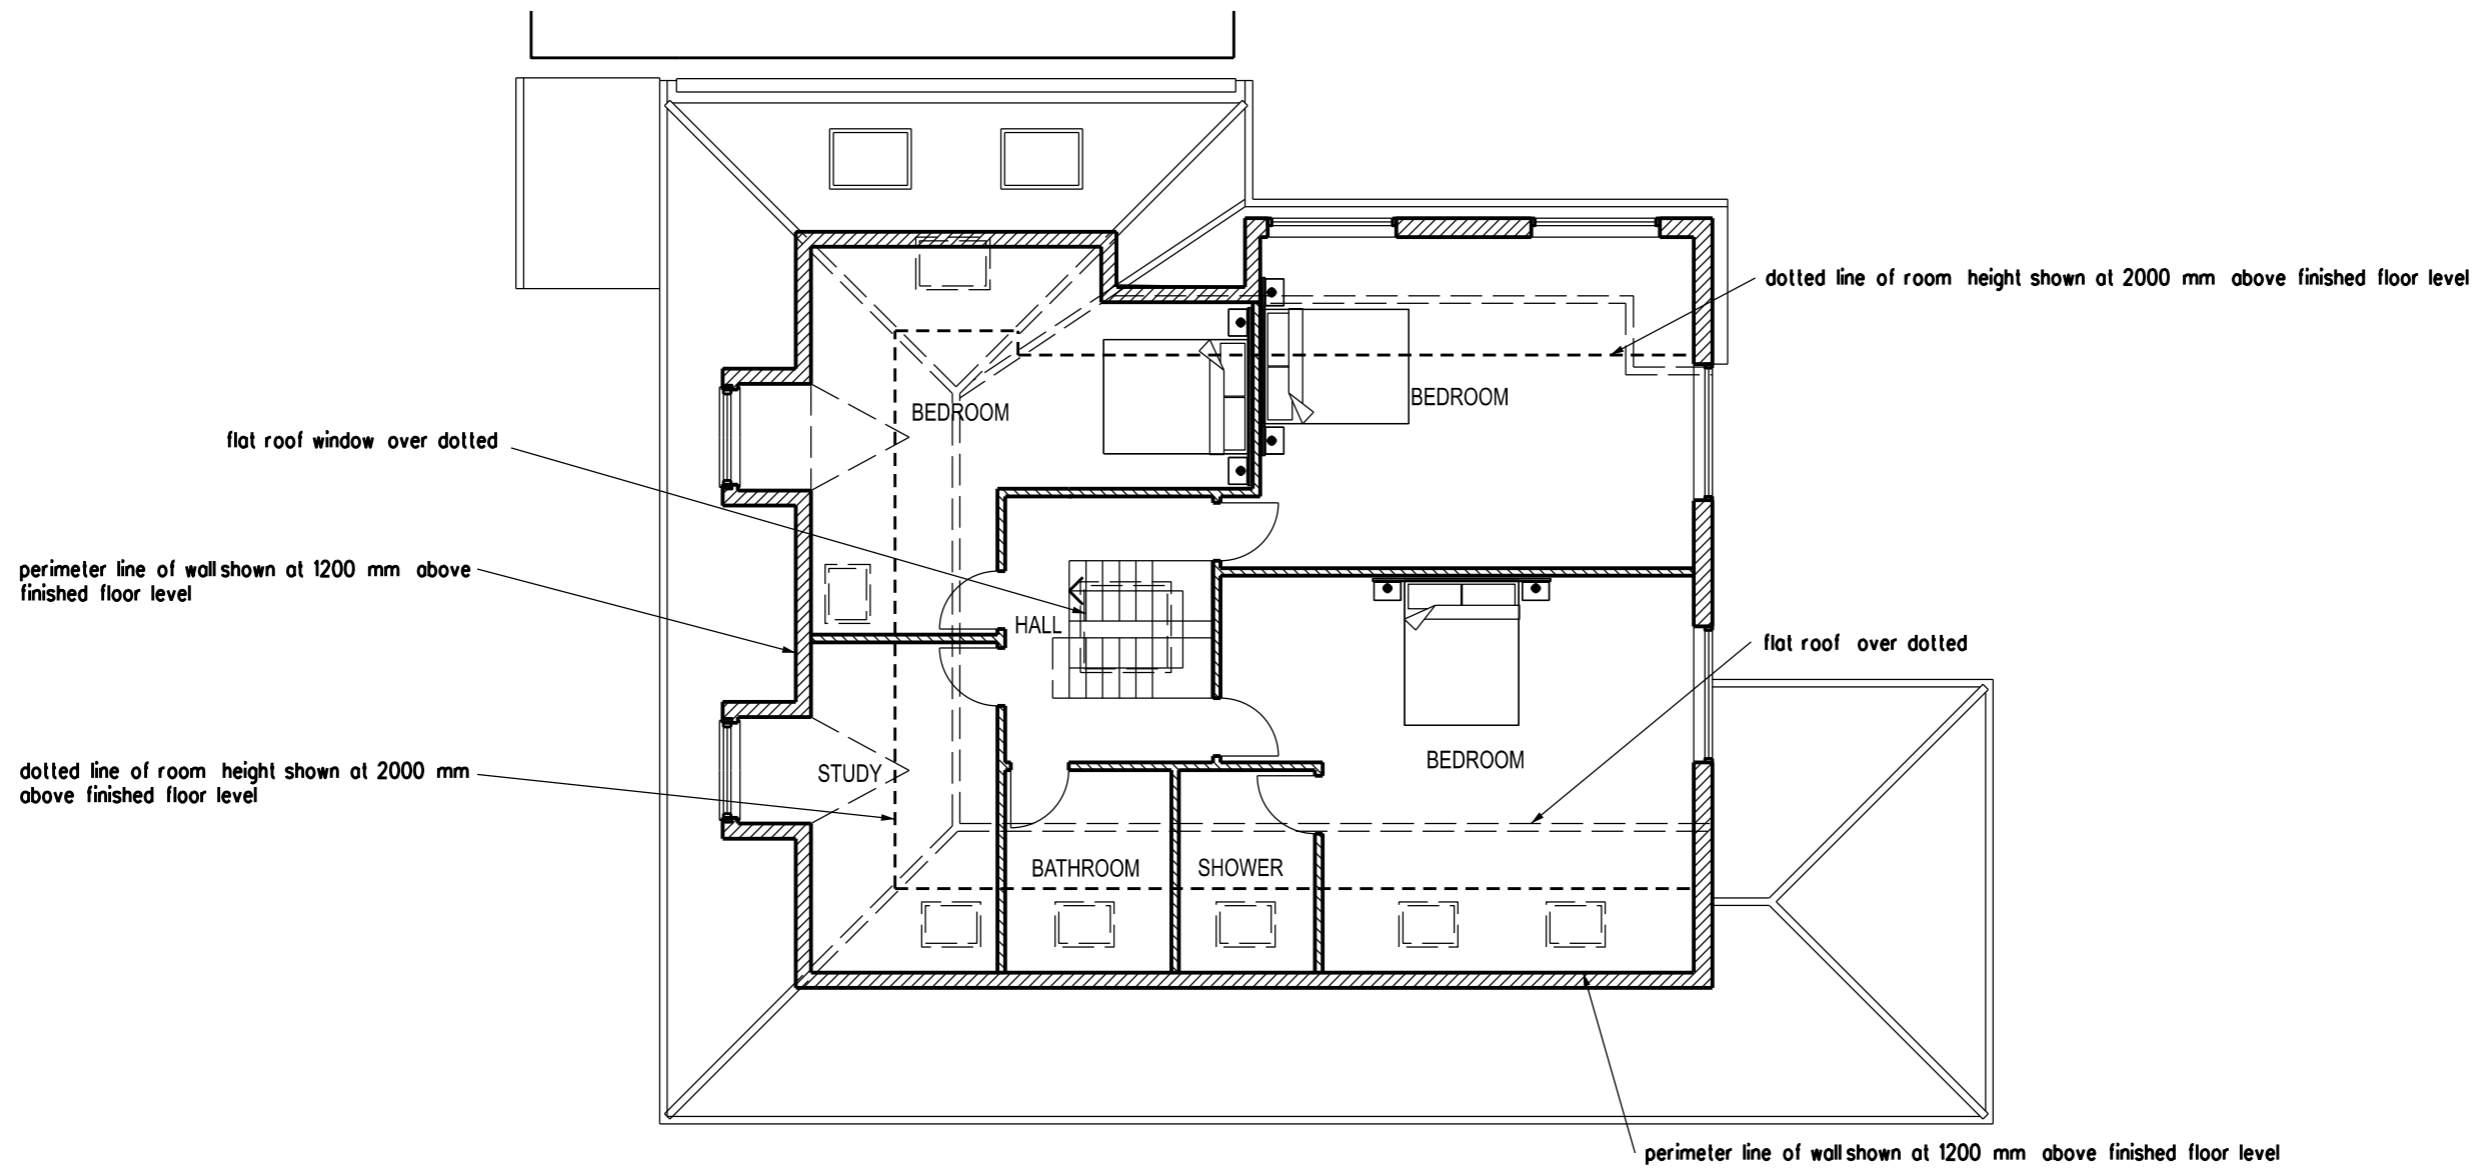 dotted line of room height shown at 2000 mm above finished floor level
BEDROOM
BEDROOM
flat roof window over dotted
perimeter line of wall shown at 1200 mm above
finished floor level
HALL
flat roof over dotted
BEDROOM
STUDY
dotted line of room height shown at 2000 mm
above finished floor level
BATHROOM
SHOWER
perimeter line of wall shown at 1200 mm above finished floor level